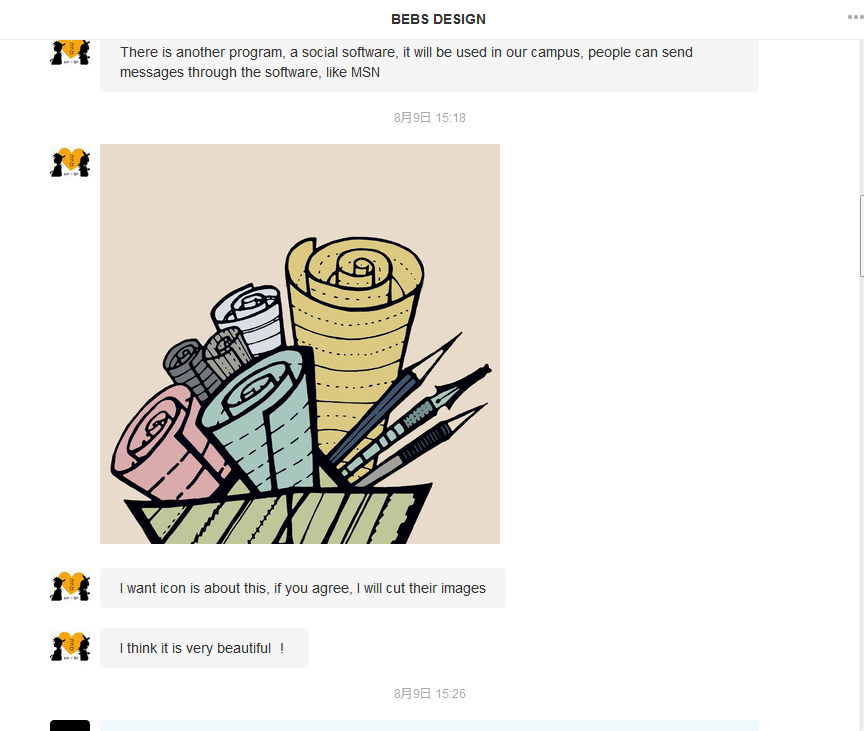 BEBS DESIGN
There is another program, a social software, it will be used in our campus, people can send
messages through the software, like MSN
8月9日 15:18
I want icon is about this, if you agree, I will cut their images
I think it is very beautiful ！
8月9日 15:26